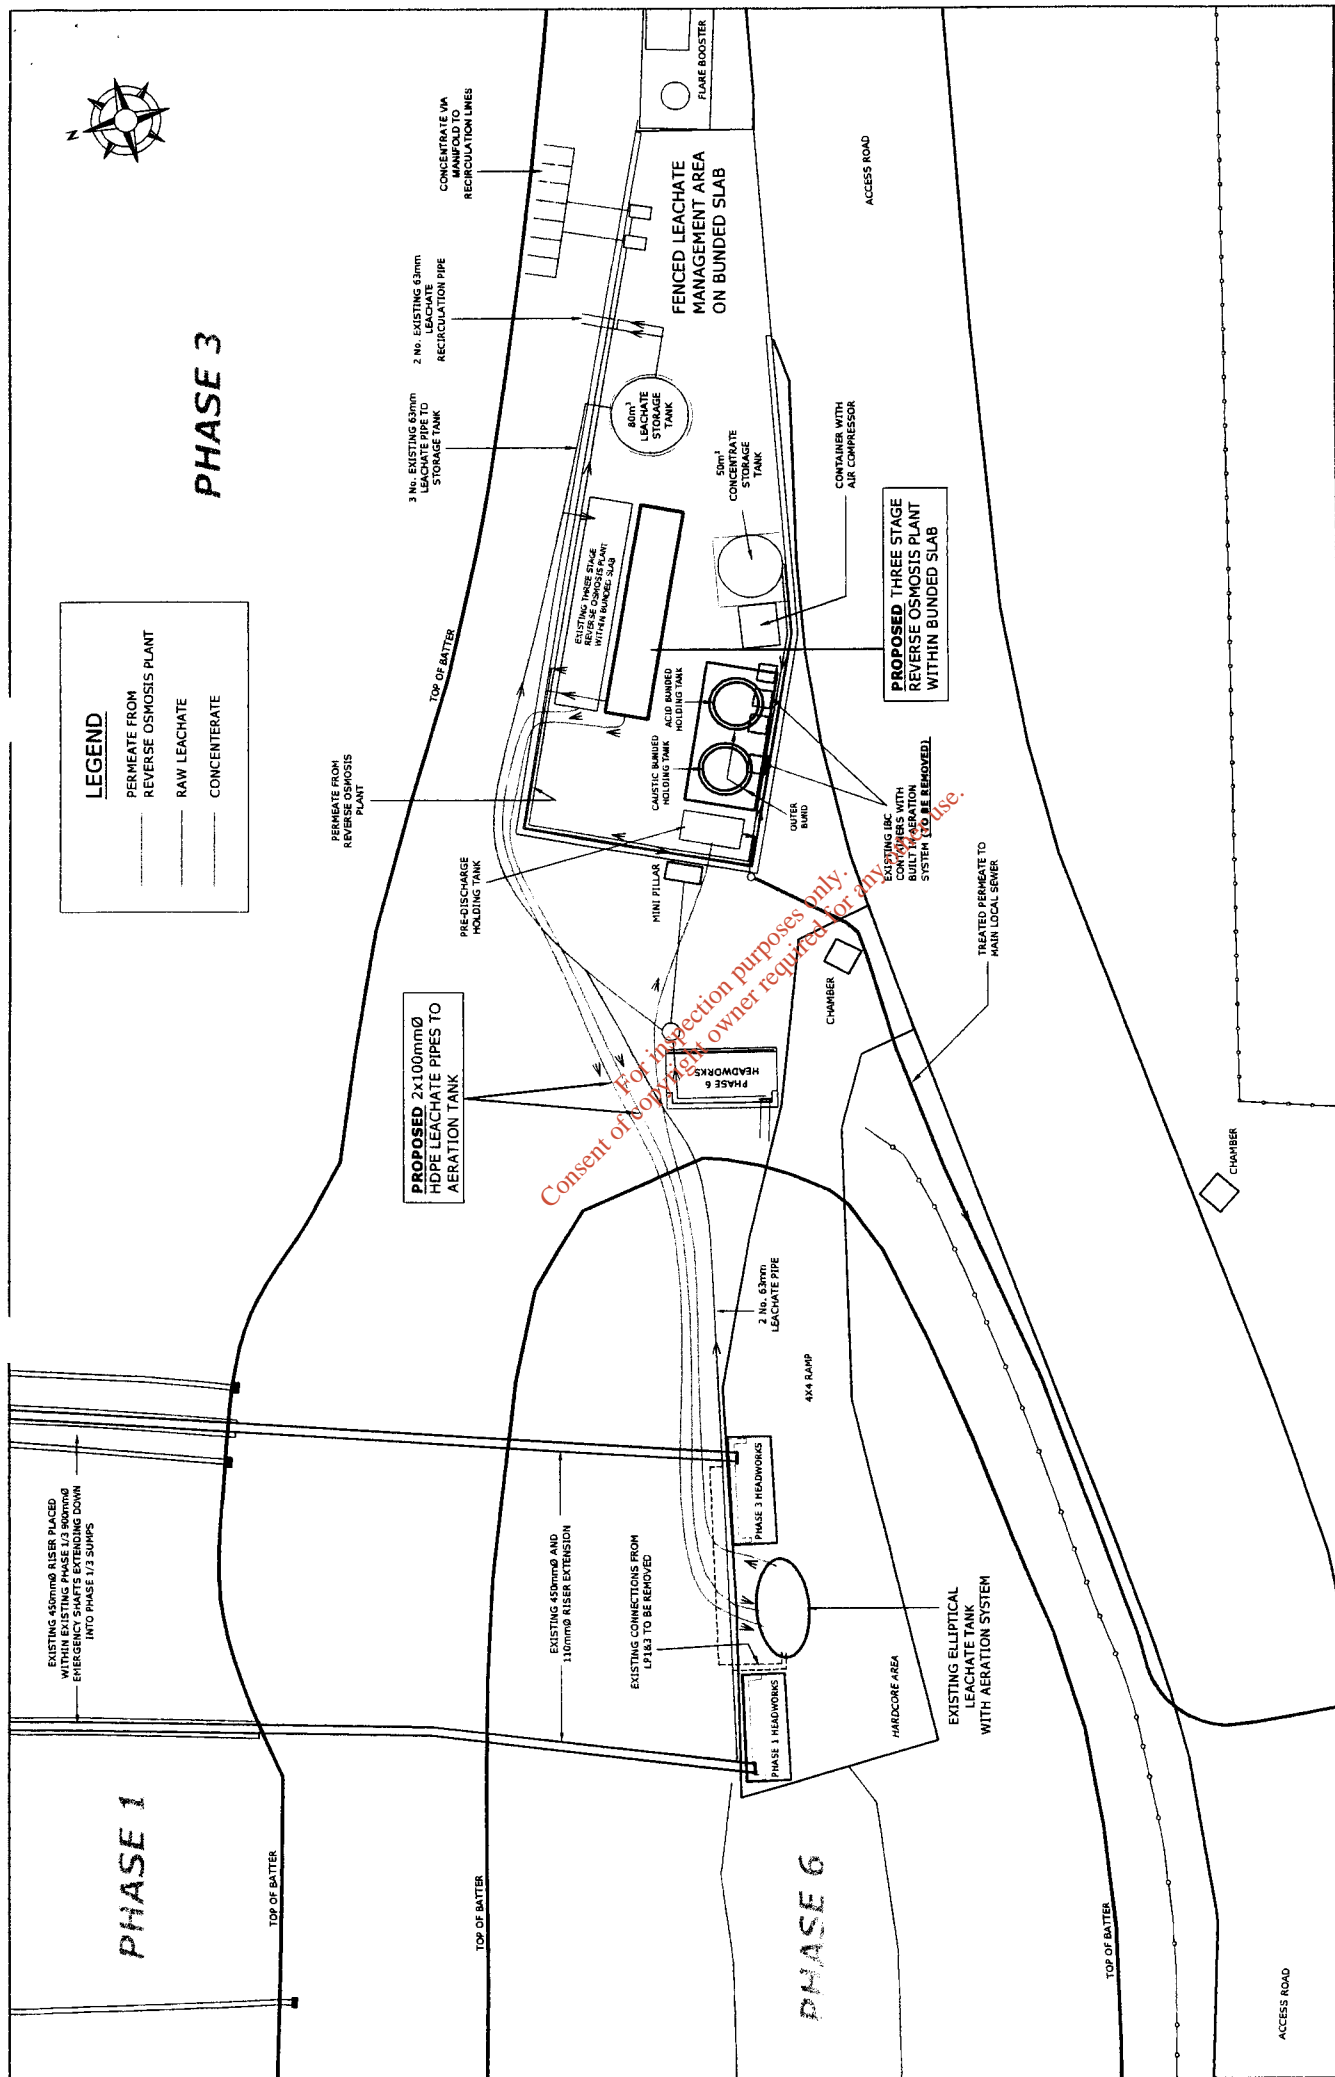 N
PHASE 3
LEGEND
PERMEATE FROM
REVERSE OSMOSIS PLANT
RAW LEACHATE
CONCENTERATE
CONCENTRATE VIA
MANIFOLD TO
RECIRCULATION LINES
2 No. EXISTING 63mm
LEACHATE
RECIRCULATION PIPE
3 No. EXISTING 63mm
LEACHATE PIPE TO
STORAGE TANK
FLARE BOOSTER
FENCED LEACHATE
MANAGEMENT AREA
ON BUNDED SLAB
ACCESS ROAD
80m³
LEACHATE
STORAGE
TANK
50m³
CONCENTRATE
STORAGE
TANK
CONTAINER WITH
AIR COMPRESSOR
EXISTING THREE STAGE
REVERSE OSMOSIS PLANT
WITHIN BUNDED SLAB
PROPOSED THREE STAGE
REVERSE OSMOSIS PLANT
WITHIN BUNDED SLAB
TOP OF BATTER
PERMEATE FROM
REVERSE OSMOSIS
PLANT
ACID BUNDED
HOLDING TANK
CAUSTIC BUNDED
HOLDING TANK
OUTER
BUND
EXISTING IBC
CONTAINERS WITH
BUILT IN AERATION
SYSTEM (TO BE REMOVED)
PRE-DISCHARGE
HOLDING TANK
MINI PILLAR
TREATED PERMEATE TO
MAIN LOCAL SEWER
CHAMBER
PROPOSED 2x100mmØ
HDPE LEACHATE PIPES TO
AERATION TANK
PHASE 6
HEADWORKS
For inspection purposes only.
Consent of copyright owner required for any other use.
CHAMBER
2 No. 63mm
LEACHATE PIPE
4X4 RAMP
EXISTING 450mmØ RISER PLACED
WITHIN EXISTING PHASE 1/3 900mmØ
EMERGENCY SHAFTS EXTENDING DOWN
INTO PHASE 1/3 SUMPS
EXISTING 450mmØ AND
110mmØ RISER EXTENSION
EXISTING CONNECTIONS FROM
LP1&3 TO BE REMOVED
PHASE 3 HEADWORKS
PHASE 1 HEADWORKS
HARDCORE AREA
EXISTING ELLIPTICAL
LEACHATE TANK
WITH AERATION SYSTEM
PHASE 1
TOP OF BATTER
TOP OF BATTER
PHASE 6
TOP OF BATTER
ACCESS ROAD